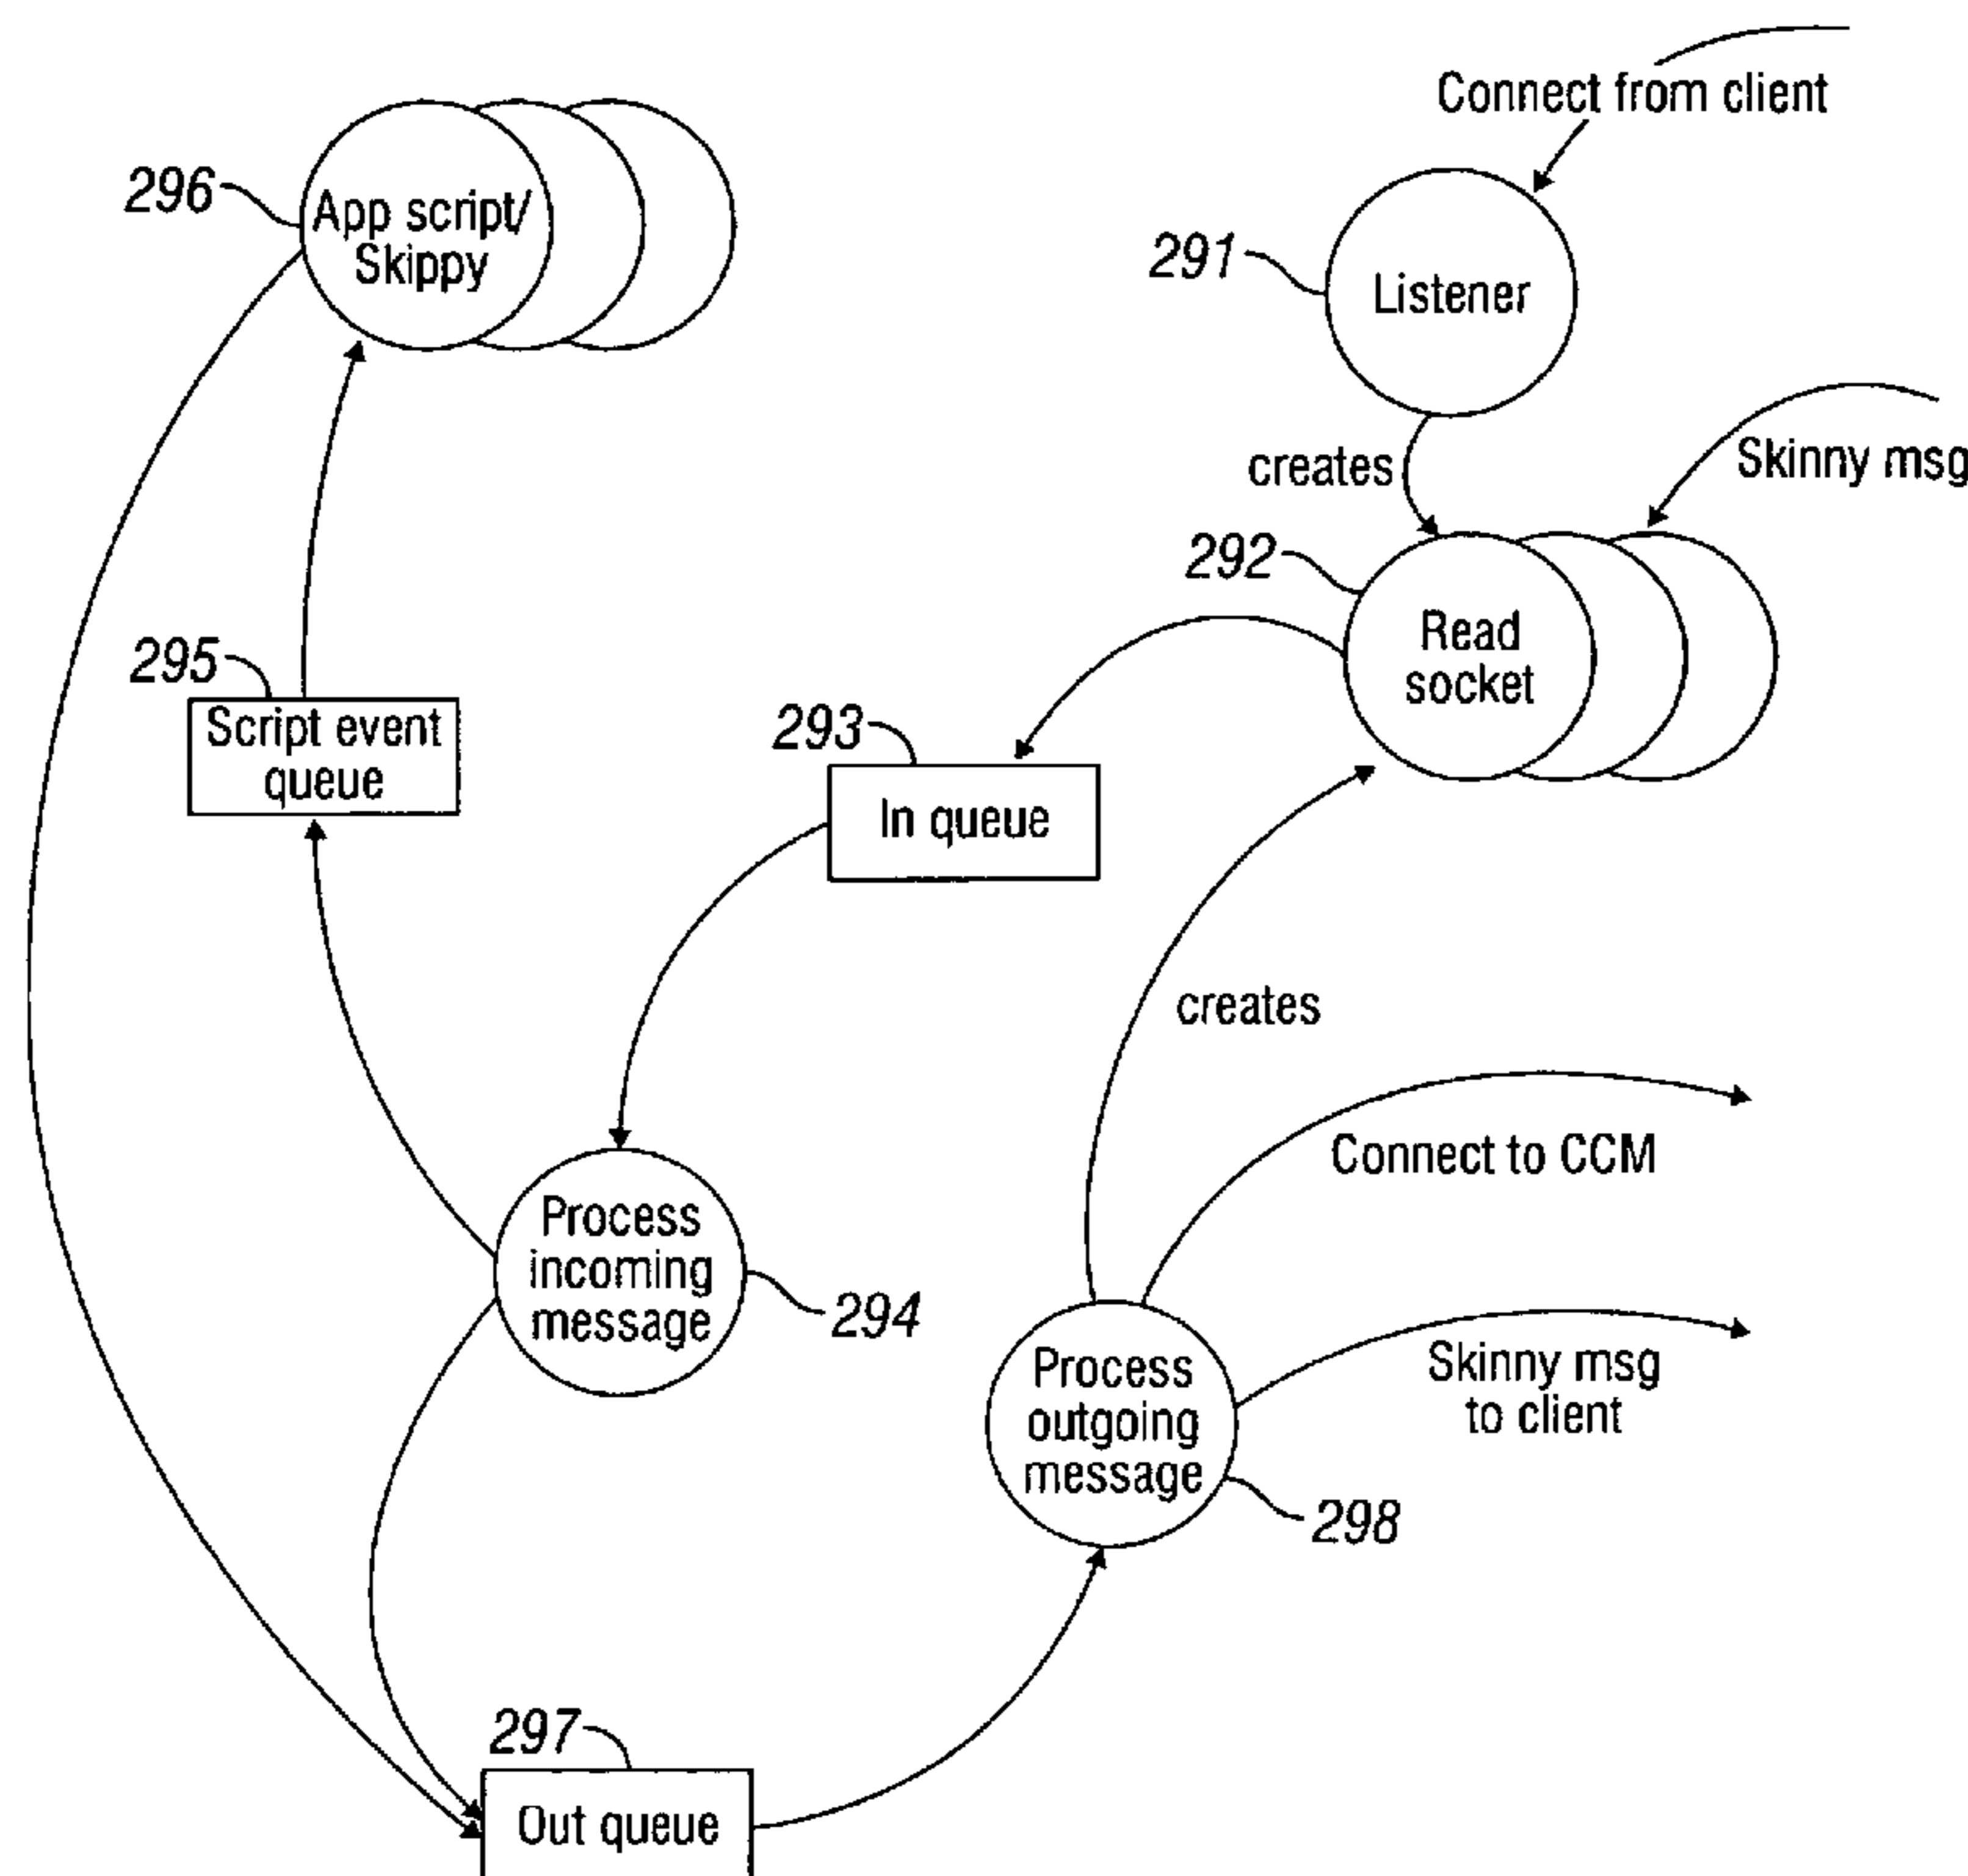 Connect from client
296
App script/
Skippy
291
Listener
creates
Skinny msg
292
Read
socket
295
Script event
queue
293
In queue
creates
Connect to CCM
Process
incoming
message
294
Process
outgoing
message
Skinny msg
to client
298
297
Out queue